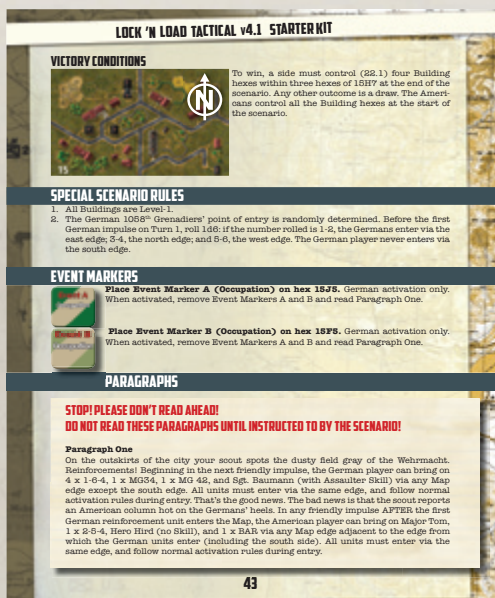 LOCK 'N LOAD TACTICAL v4.1 STARTER KIT
VICTORY CONDITIONS
To win, a side must control (22.1) four Building
hexes within three hexes of 15H7 at the end of the
scenario. Any other outcome is a draw. The Ameri-
cans control all the Building hexes at the start of
the scenario.
N
15
SPECIAL SCENARIO RULES
1. All Buildings are Level-1.
2. The German 1058th Grenadiers' point of entry is randomly determined. Before the first
German impulse on Turn 1, roll 1d6: if the number rolled is 1-2, the Germans enter via the
east edge; 3-4, the north edge; and 5-6, the west edge. The German player never enters via
the south edge.
EVENT MARKERS
Event A
Place Event Marker A (Occupation) on hex 15J5. German activation only.
When activated, remove Event Markers A and B and read Paragraph One.
Event B
Place Event Marker B (Occupation) on hex 15F5. German activation only.
When activated, remove Event Markers A and B and read Paragraph One.
PARAGRAPHS
STOP! PLEASE DON'T READ AHEAD!
DO NOT READ THESE PARAGRAPHS UNTIL INSTRUCTED TO BY THE SCENARIO!
Paragraph One
On the outskirts of the city your scout spots the dusty field gray of the Wehrmacht.
Reinforcements! Beginning in the next friendly impulse, the German player can bring on
4 x 1-6-4, 1 x MG34, 1 x MG 42, and Sgt. Baumann (with Assaulter Skill) via any Map
edge except the south edge. All units must enter via the same edge, and follow normal
activation rules during entry. That's the good news. The bad news is that the scout reports
an American column hot on the Germans' heels. In any friendly impulse AFTER the first
German reinforcement unit enters the Map, the American player can bring on Major Tom,
1 x 2-5-4, Hero Hird (no Skill), and 1 x BAR via any Map edge adjacent to the edge from
which the German units enter (including the south side). All units must enter via the
same edge, and follow normal activation rules during entry.
43